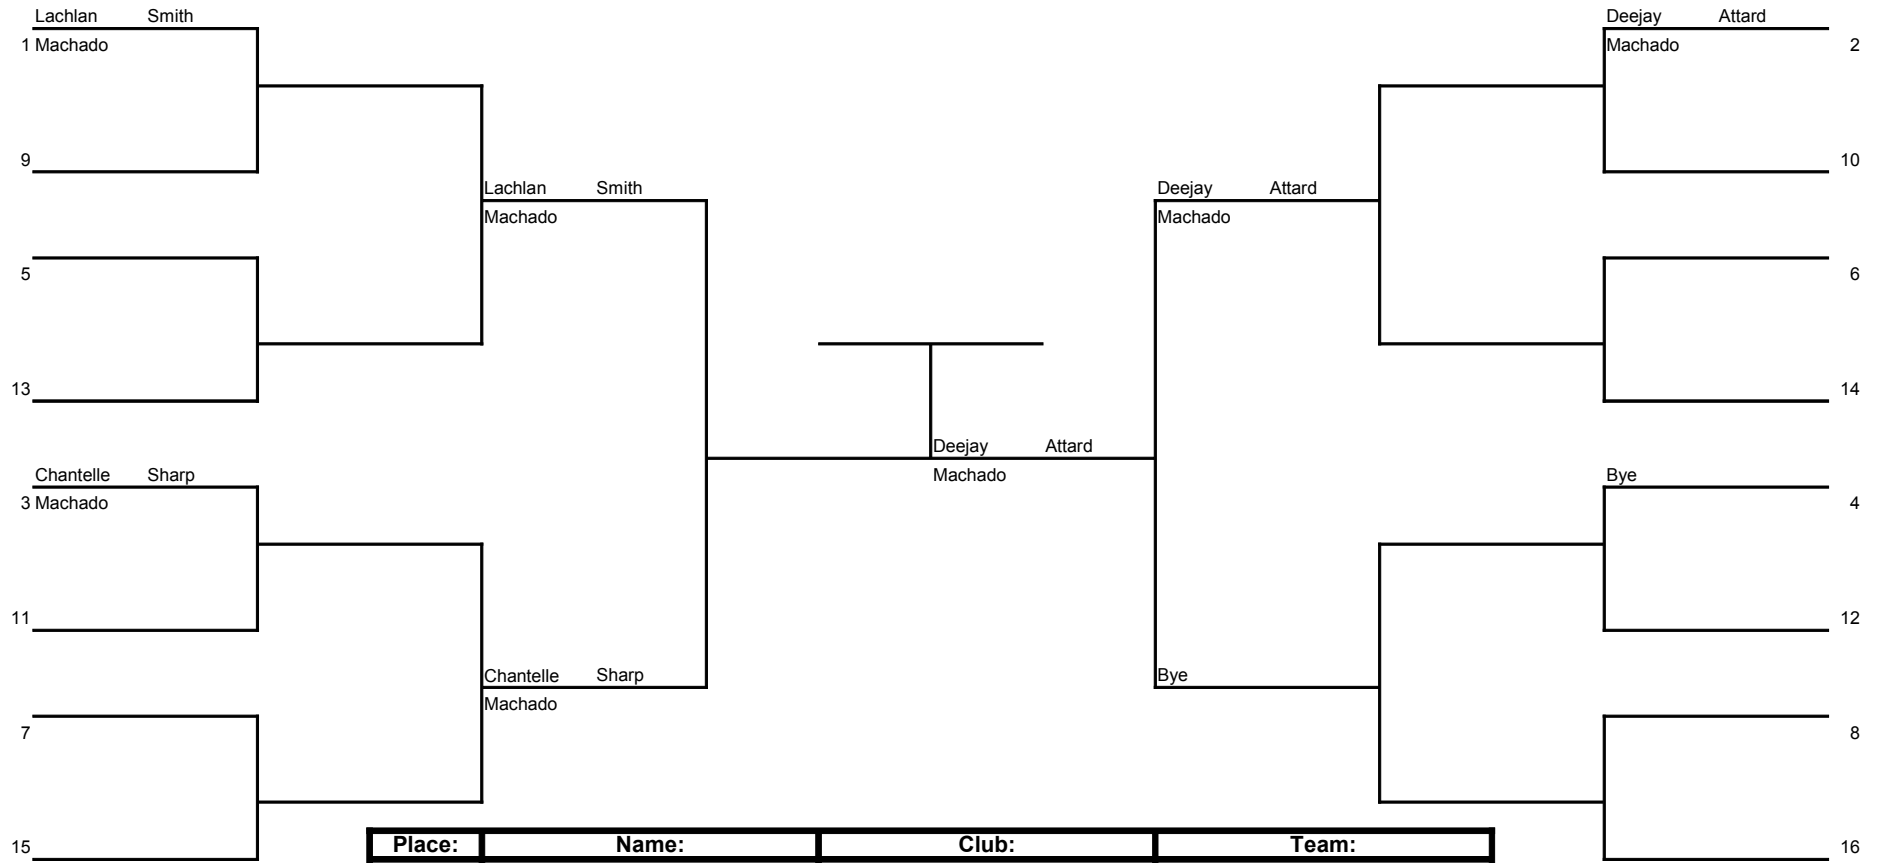 Lachlan Smith
1 Machado
9
5
13
Chantelle Sharp
3 Machado
11
7
15
Lachlan Smith
Machado
Chantelle Sharp
Machado
Deejay Attard
Machado
Deejay Attard
Machado
Bye
Deejay Attard
Machado 2
10
6
14
Bye
4
12
8
16
Place: Name: Club: Team: